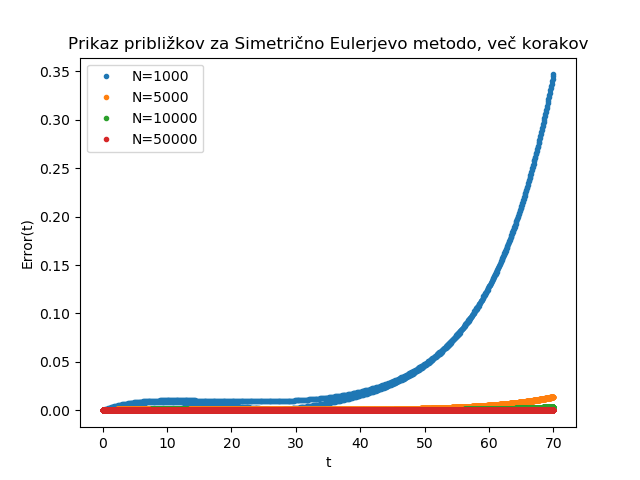 Prikaz približkov za Simetrično Eulerjevo metodo, več korakov
N=1000
N=5000
N=10000
N=50000
Error(t)
0.35
0.30
0.25
0.20
0.15
0.10
0.05
0.00
0 10 20 30 40 50 60 70
t